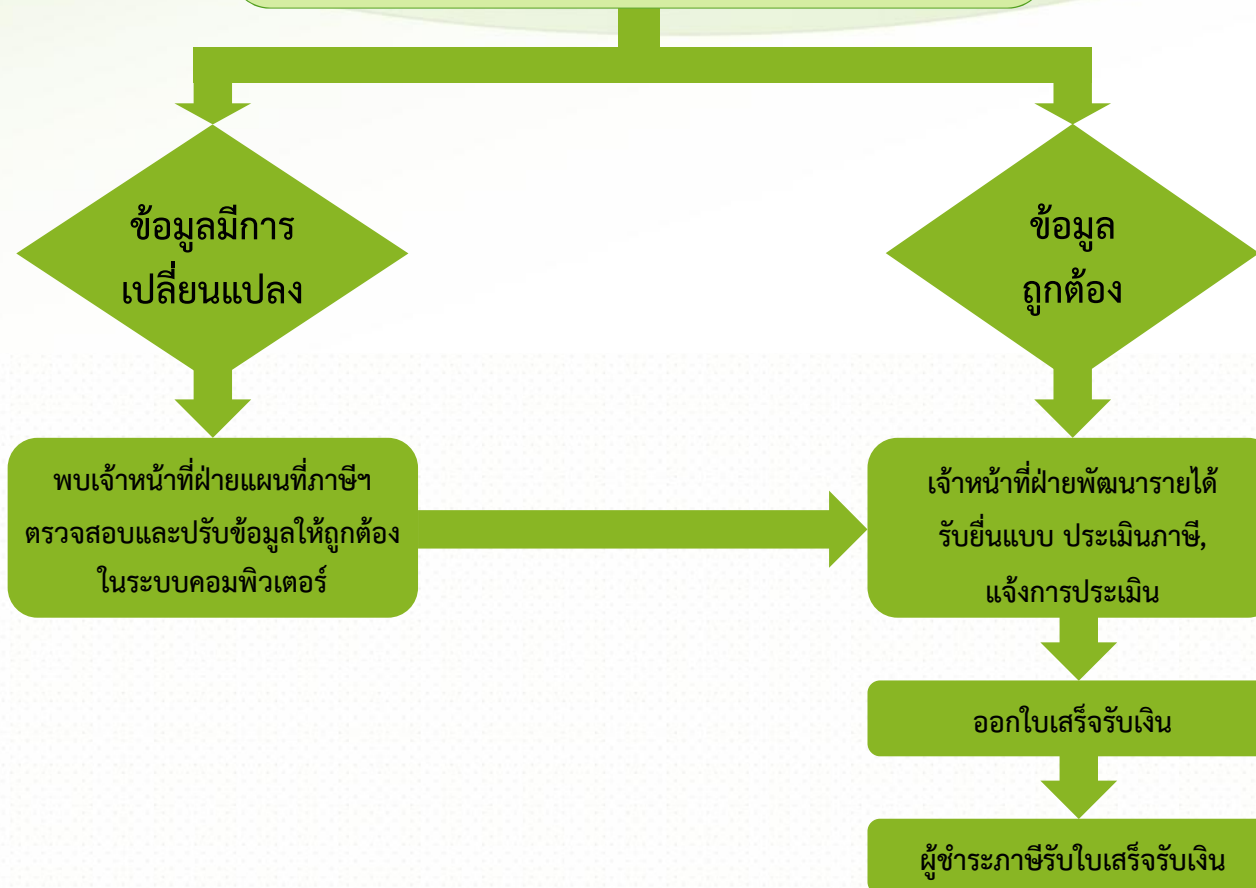 ข้อมูลมีการ
เปลี่ยนแปลง
ข้อมูล
ถูกต้อง
พบเจ้าหน้าที่ฝ่ายแผนที่ภาษีฯ
ตรวจสอบและปรับข้อมูลให้ถูกต้อง
ในระบบคอมพิวเตอร์
เจ้าหน้าที่ฝ่ายพัฒนารายได้
รับยื่นแบบ ประเมินภาษี,
แจ้งการประเมิน
ออกใบเสร็จรับเงิน
ผู้ชำระภาษีรับใบเสร็จรับเงิน